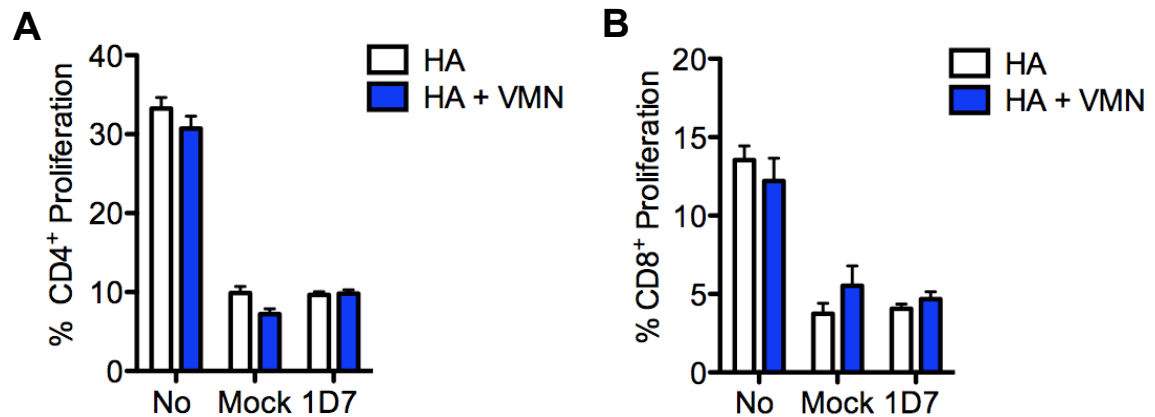 A
% CD4+ Proliferation
40
30
20
10
0
No Mock 1D7
HA
HA + VMN
B
% CD8+ Proliferation
20
15
10
5
0
No Mock 1D7
HA
HA + VMN